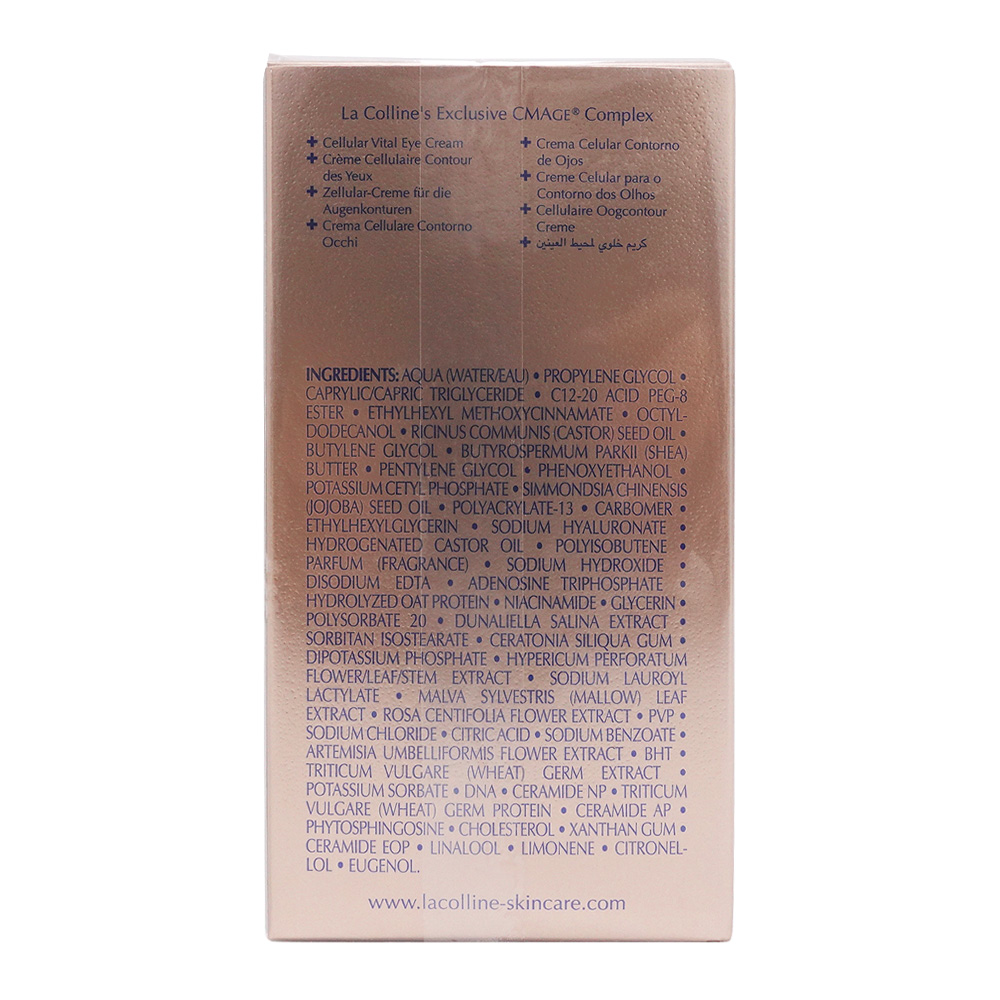 La Colline's Exclusive CMAGE® Complex
✚ Cellular Vital Eye Cream
✚ Crème Cellulaire Contour
des Yeux
✚ Zellular-Creme für die
Augenkonturen
✚ Crema Cellulare Contorno
Occhi
✚ Crema Celular Contorno
de Ojos
✚ Creme Celular para o
Contorno dos Olhos
✚ Cellulaire Oogcontour
Creme
✚ كريم خلوي لمحيط العينين
INGREDIENTS: AQUA (WATER/EAU) • PROPYLENE GLYCOL •
CAPRYLIC/CAPRIC TRIGLYCERIDE • C12-20 ACID PEG-8
ESTER • ETHYLHEXYL METHOXYCINNAMATE • OCTYL-
DODECANOL • RICINUS COMMUNIS (CASTOR) SEED OIL •
BUTYLENE GLYCOL • BUTYROSPERMUM PARKII (SHEA)
BUTTER • PENTYLENE GLYCOL • PHENOXYETHANOL •
POTASSIUM CETYL PHOSPHATE • SIMMONDSIA CHINENSIS
(JOJOBA) SEED OIL • POLYACRYLATE-13 • CARBOMER •
ETHYLHEXYLGLYCERIN • SODIUM HYALURONATE •
HYDROGENATED CASTOR OIL • POLYISOBUTENE •
PARFUM (FRAGRANCE) • SODIUM HYDROXIDE •
DISODIUM EDTA • ADENOSINE TRIPHOSPHATE •
HYDROLYZED OAT PROTEIN • NIACINAMIDE • GLYCERIN •
POLYSORBATE 20 • DUNALIELLA SALINA EXTRACT •
SORBITAN ISOSTEARATE • CERATONIA SILIQUA GUM •
DIPOTASSIUM PHOSPHATE • HYPERICUM PERFORATUM
FLOWER/LEAF/STEM EXTRACT • SODIUM LAUROYL
LACTYLATE • MALVA SYLVESTRIS (MALLOW) LEAF
EXTRACT • ROSA CENTIFOLIA FLOWER EXTRACT • PVP •
SODIUM CHLORIDE • CITRIC ACID • SODIUM BENZOATE •
ARTEMISIA UMBELLIFORMIS FLOWER EXTRACT • BHT •
TRITICUM VULGARE (WHEAT) GERM EXTRACT •
POTASSIUM SORBATE • DNA • CERAMIDE NP • TRITICUM
VULGARE (WHEAT) GERM PROTEIN • CERAMIDE AP •
PHYTOSPHINGOSINE • CHOLESTEROL • XANTHAN GUM •
CERAMIDE EOP • LINALOOL • LIMONENE • CITRONEL-
LOL • EUGENOL.
www.lacolline-skincare.com